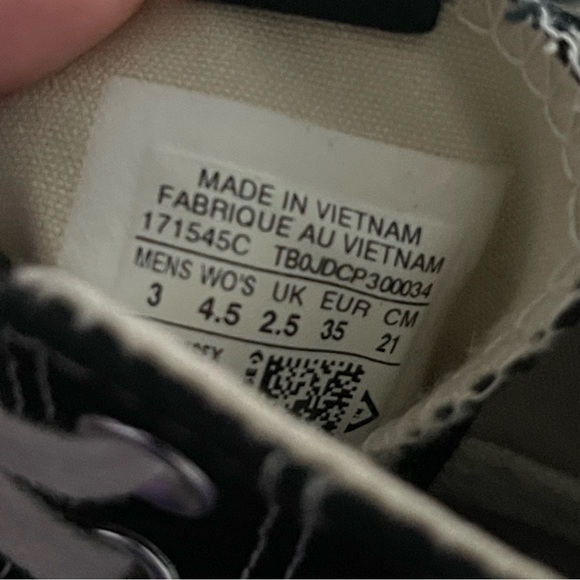 MADE IN VIETNAM
FABRIQUE AU VIETNAM
171545C TB0JDCP300034
MENS WO'S UK EUR CM
3 4.5 2.5 35 21